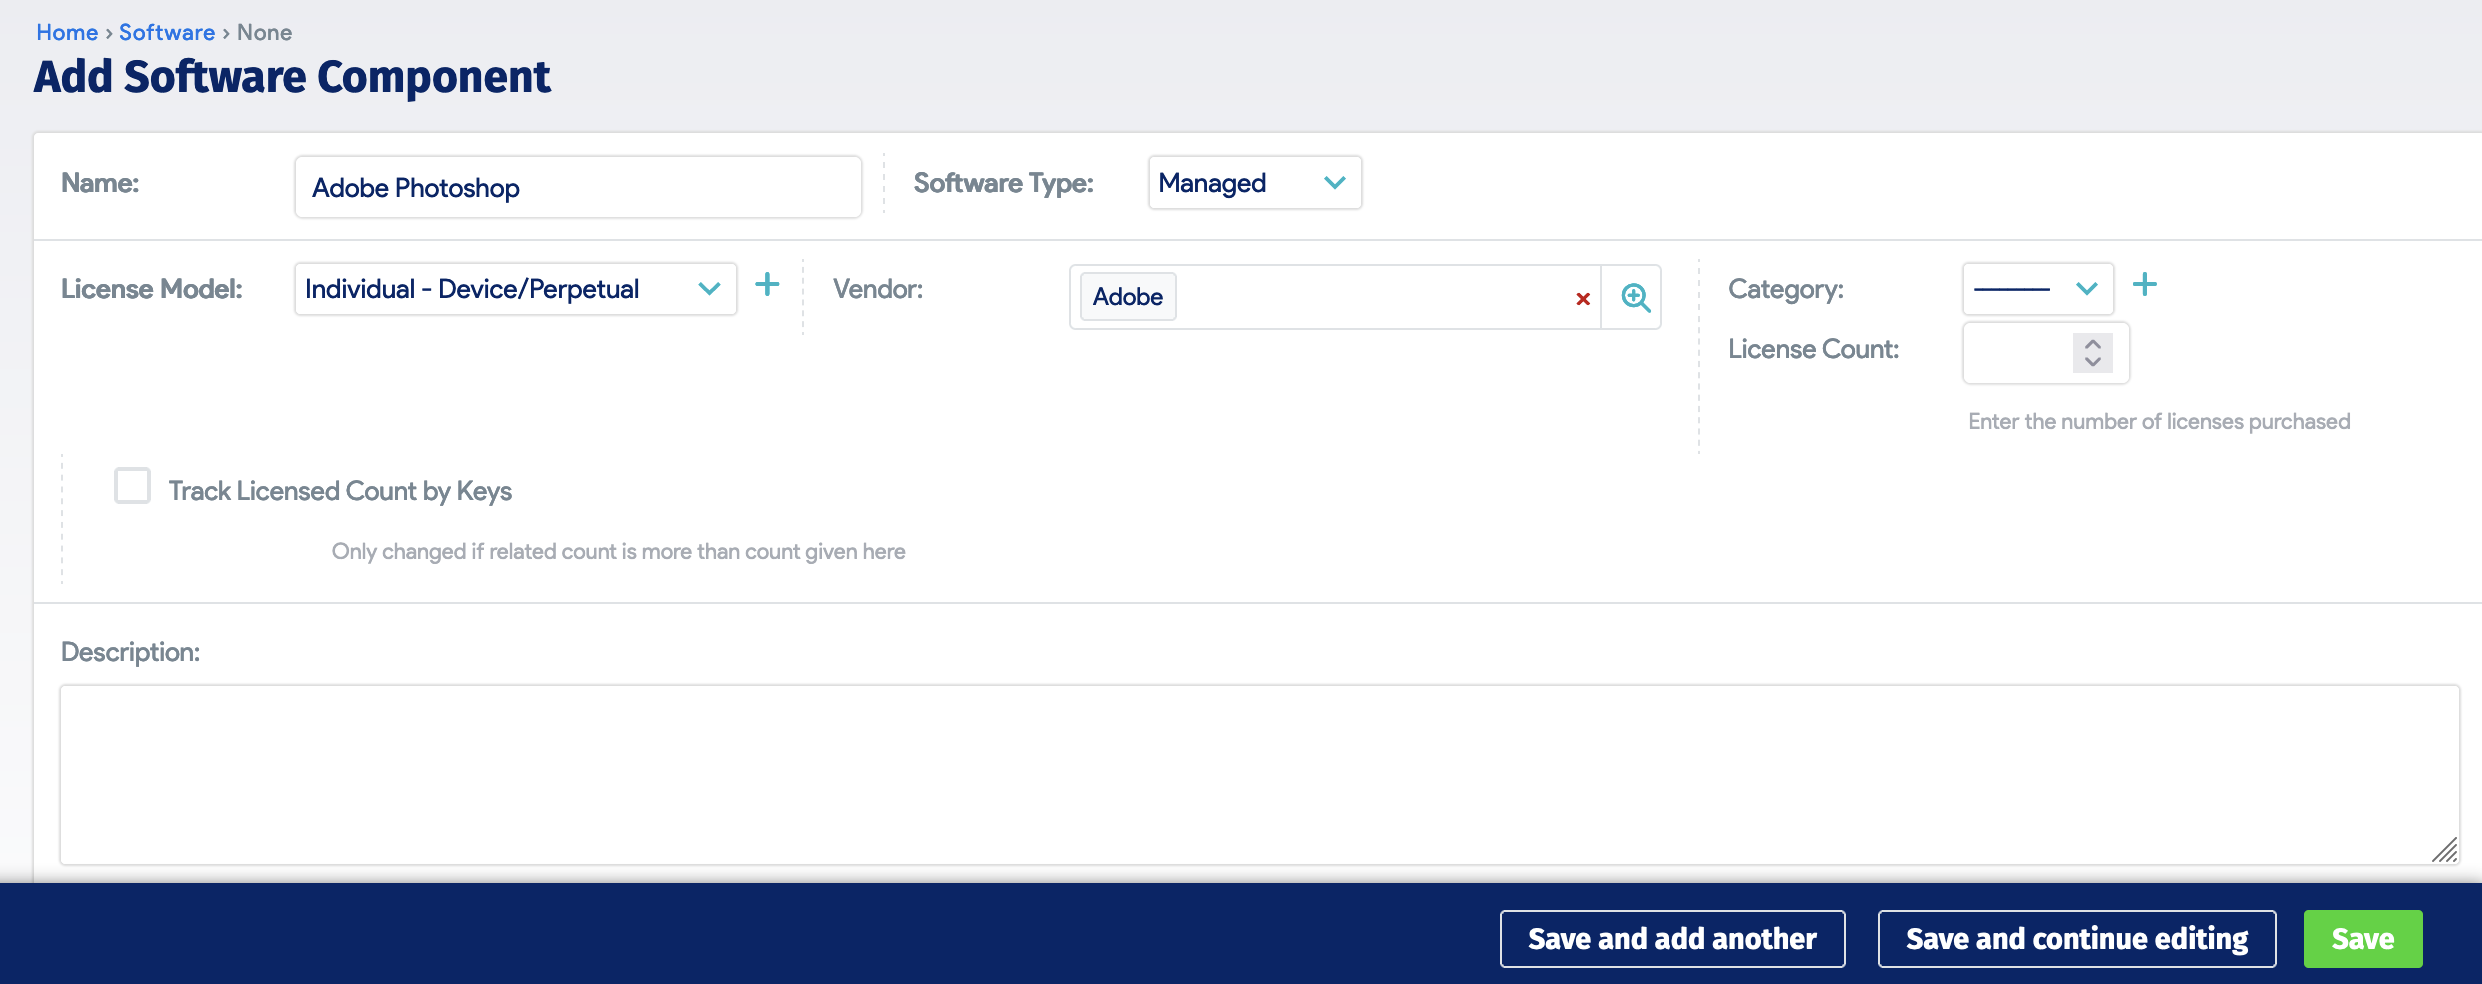 Home › Software › None
Add Software Component
Name: Adobe Photoshop Software Type: Managed
License Model: Individual - Device/Perpetual Vendor: Adobe Category: ---------
License Count:
Enter the number of licenses purchased
Track Licensed Count by Keys
Only changed if related count is more than count given here
Description:
Save and add another Save and continue editing Save